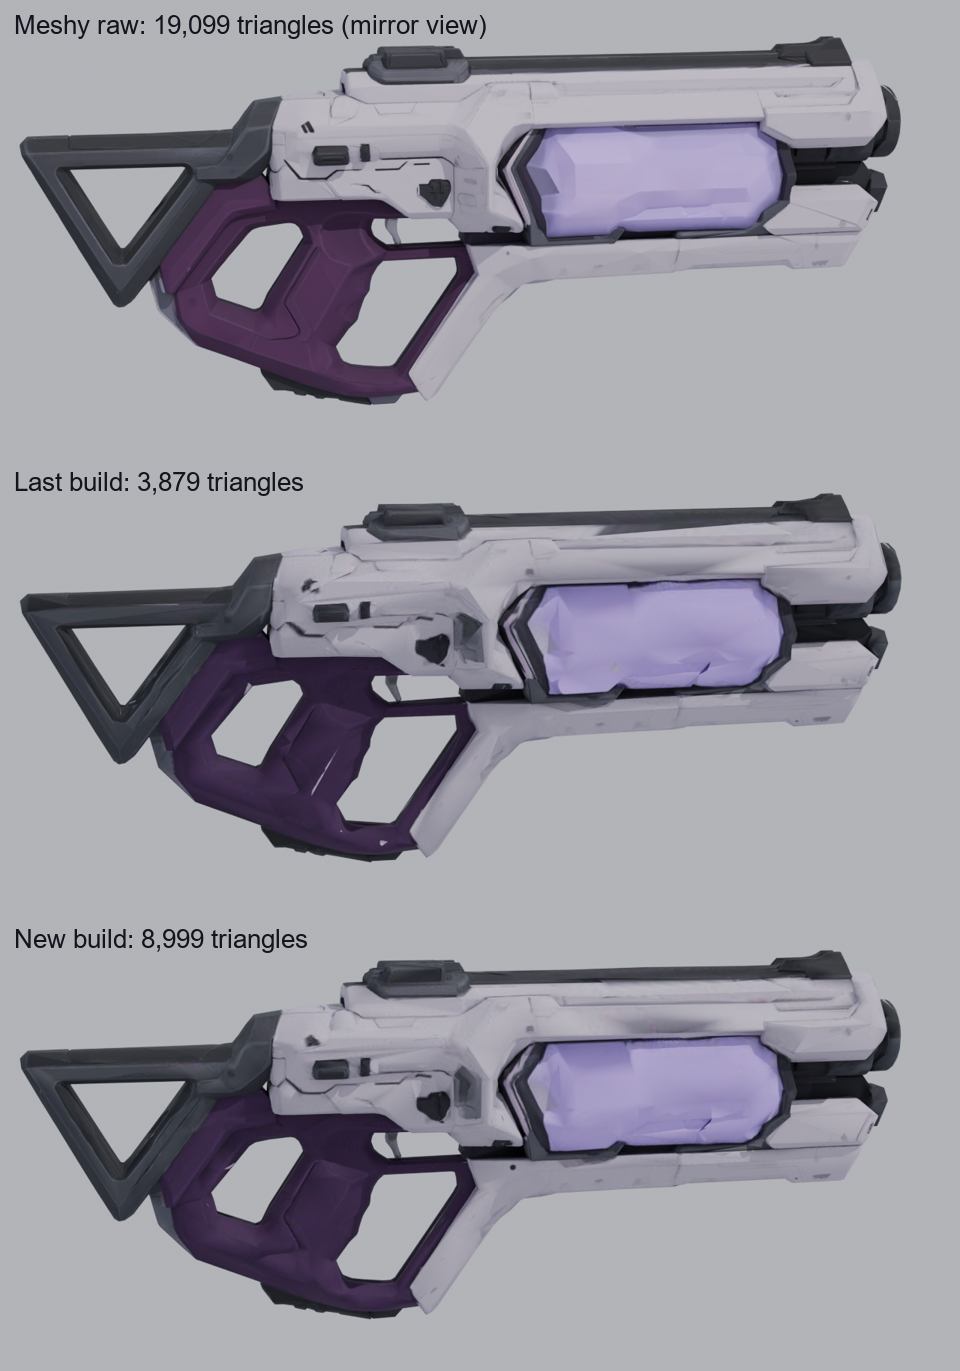 Meshy raw: 19,099 triangles (mirror view)
Last build: 3,879 triangles
New build: 8,999 triangles